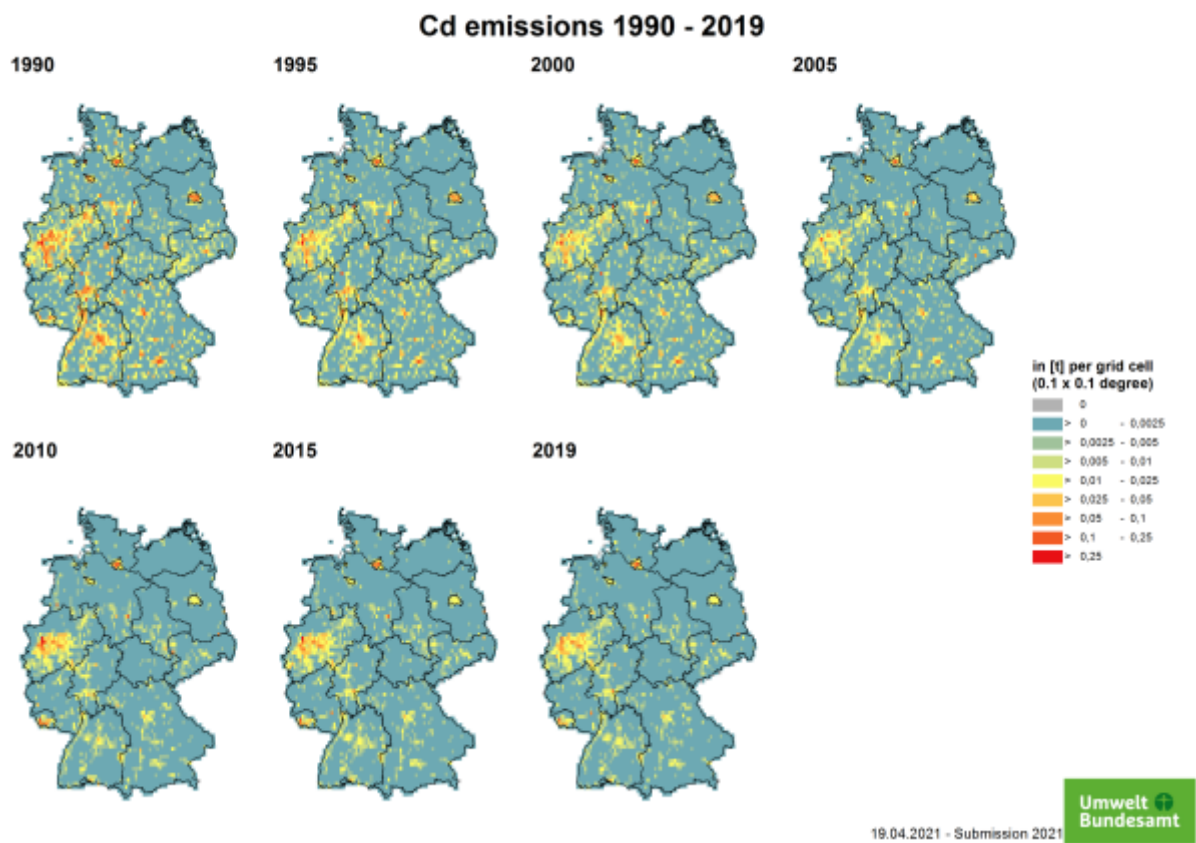 Cd emissions 1990 - 2019
1990
1995
2000
2005
2010
2015
2019
in [t] per grid cell
(0.1 x 0.1 degree)
0
> 0 - 0,0025
> 0,0025 - 0,005
> 0,005 - 0,01
> 0,01 - 0,025
> 0,025 - 0,05
> 0,05 - 0,1
> 0,1 - 0,25
> 0,25
19.04.2021 - Submission 2021
Umwelt
Bundesamt